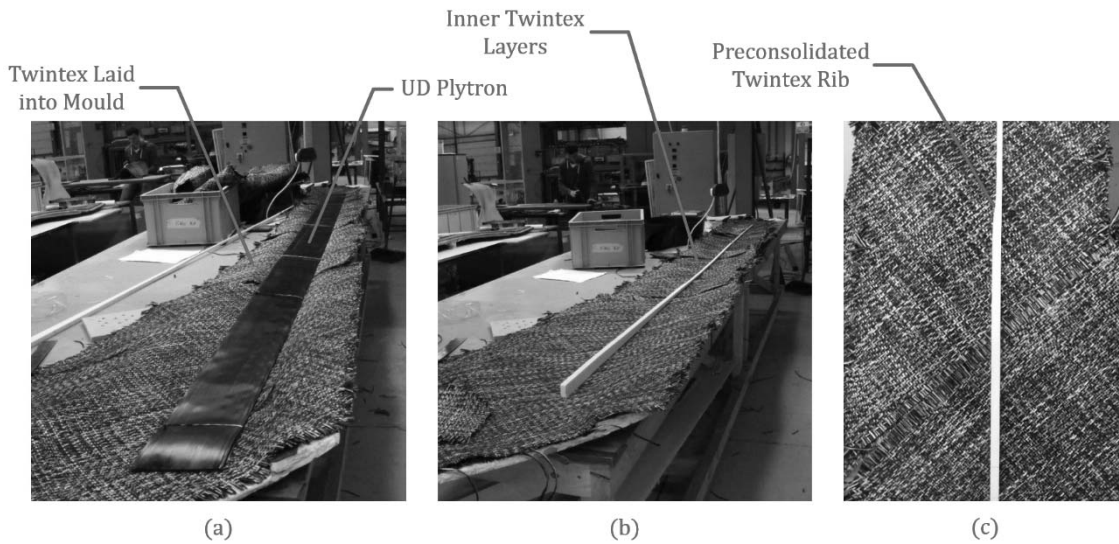 Inner Twintex
Layers
Preconsolidated
Twintex Rib
Twintex Laid
into Mould
UD Plytron
(a)
(b)
(c)